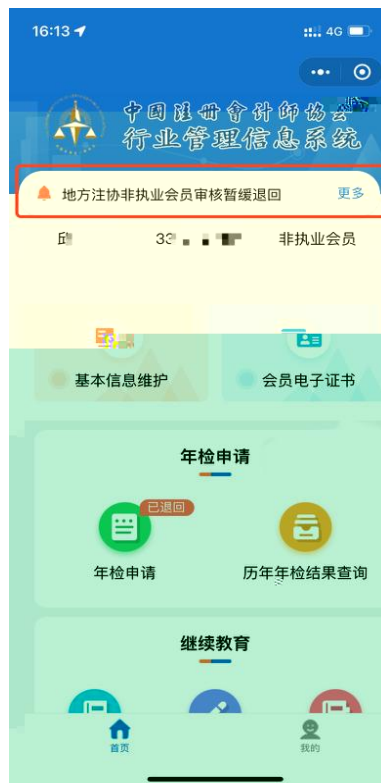 16:13
4G
中国注册会计师协会
行业管理信息系统
地方注协非执业会员审核暂缓退回 更多
非执业会员
基本信息维护 会员电子证书
年检申请
已退回
年检申请 历年年检结果查询
继续教育
首页 我的